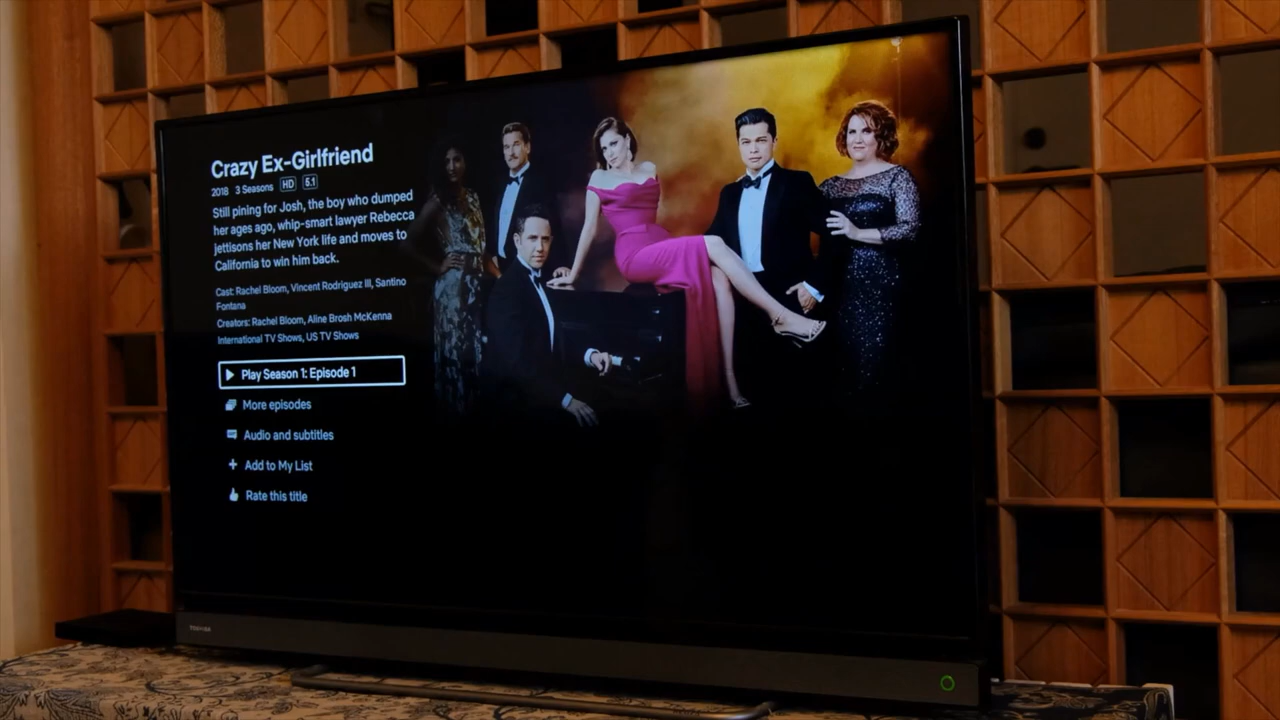 Crazy Ex-Girlfriend
2018 3 Seasons HD 5.1
Still pining for Josh, the boy who dumped
her ages ago, whip-smart lawyer Rebecca
jettisons her New York life and moves to
California to win him back.
Cast: Rachel Bloom, Vincent Rodriguez III, Santino
Fontana
Creators: Rachel Bloom, Aline Brosh McKenna
International TV Shows, US TV Shows
Play Season 1: Episode 1
More episodes
Audio and subtitles
Add to My List
Rate this title
TOSHIBA